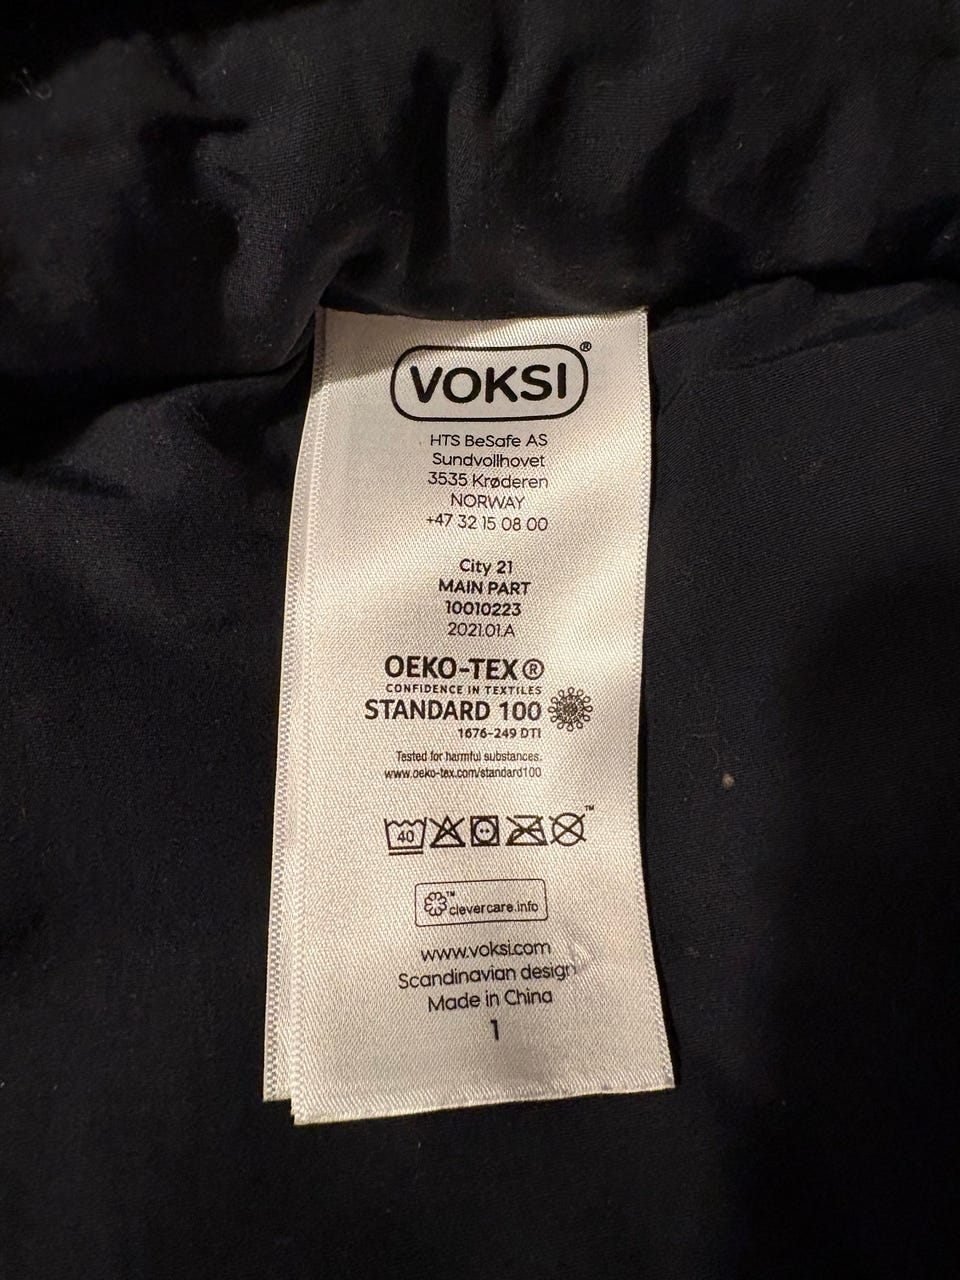 VOKSI®
HTS BeSafe AS
Sundvollhovet
3535 Krøderen
NORWAY
+47 32 15 08 00
City 21
MAIN PART
10010223
2021.01.A
OEKO-TEX®
CONFIDENCE IN TEXTILES
STANDARD 100
1676-249 DTI
Tested for harmful substances.
www.oeko-tex.com/standard100
40 ™
™ clevercare.info
www.voksi.com
Scandinavian design
Made in China
1